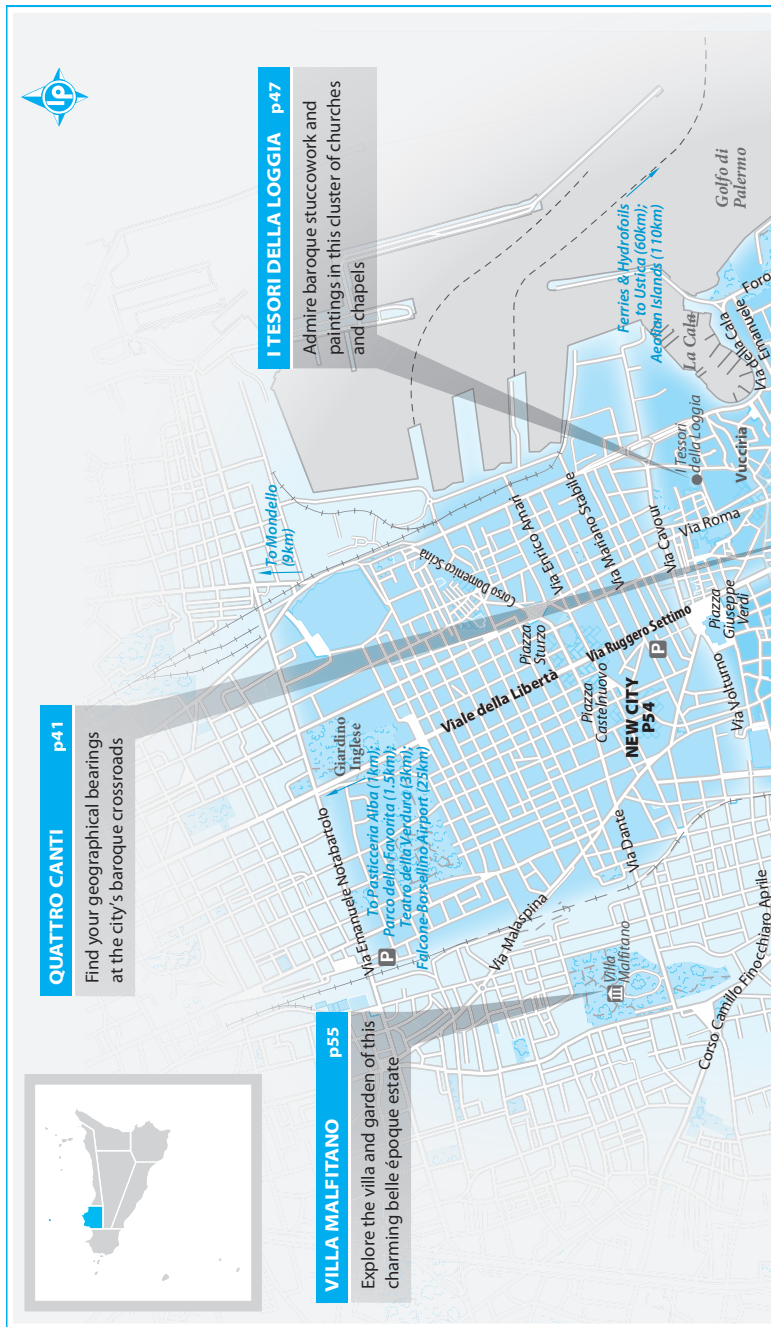 lp
I TESORI DELLA LOGGIA p47
Admire baroque stuccowork and
paintings in this cluster of churches
and chapels
QUATTRO CANTI p41
Find your geographical bearings
at the city's baroque crossroads
VILLA MALFITANO p55
Explore the villa and garden of this
charming belle époque estate
To Mondello
(9km)
Giardino
Inglese
Via Emanuele Notabartolo
To Pasticceria Alba (1km);
Parco della Favorita (1.5km);
Teatro della Verdura (3km);
Falcone-Borsellino Airport (25km)
P
Viale della Libertà
Corso Domenico Scinà
Via Enrico Amari
Via Mariano Stabile
Piazza
Sturzo
Via Malaspina
Piazza
Castelnuovo
Via Ruggero Settimo
NEW CITY
P54
P
Via Dante
Villa
Malfitano
Corso Camillo Finocchiaro Aprile
Via Volturno
Piazza
Giuseppe
Verdi
Via Cavour
Via Roma
I Tessori
della Loggia
Vucciria
Ferries & Hydrofoils
to Ustica (60km);
Aeolian Islands (110km)
La Cala
Golfo di
Palermo
Via della Cala
Via Emanuele
Foro